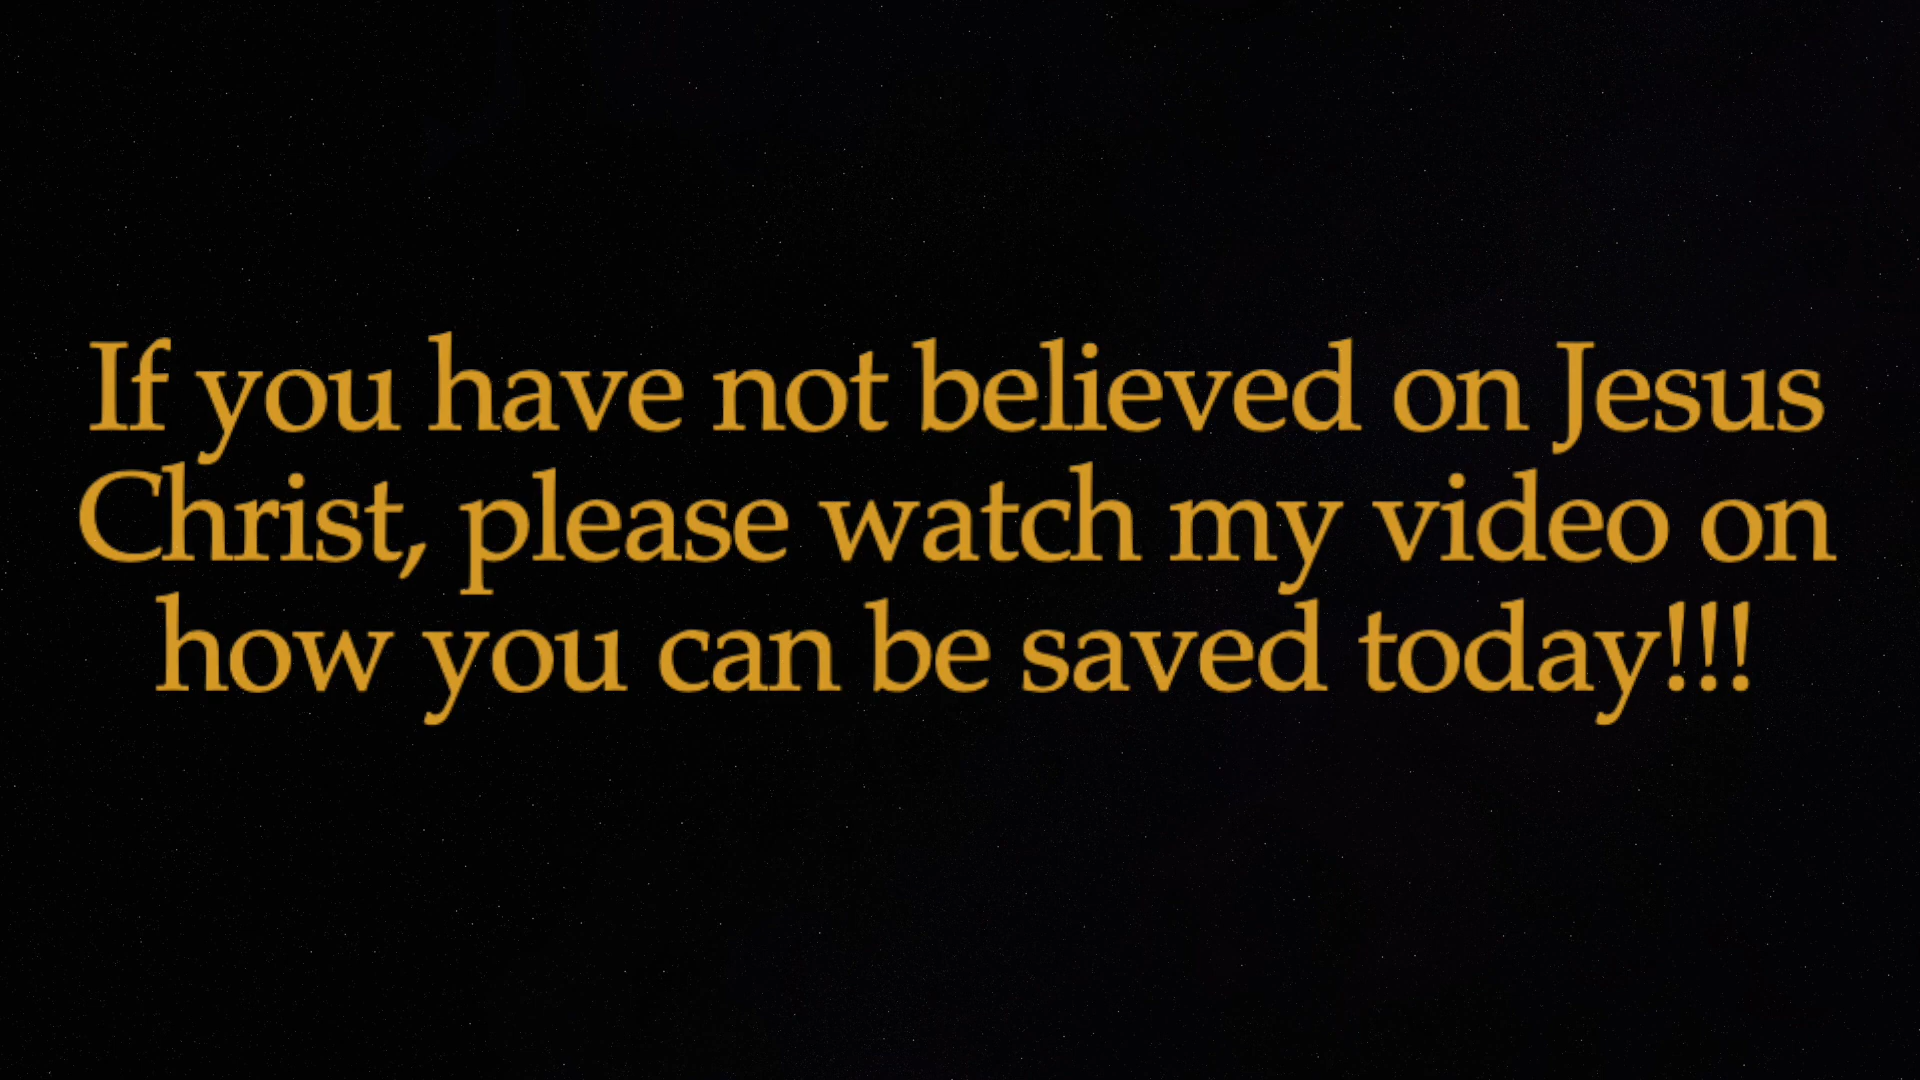 If you have not believed on Jesus
Christ, please watch my video on
how you can be saved today!!!